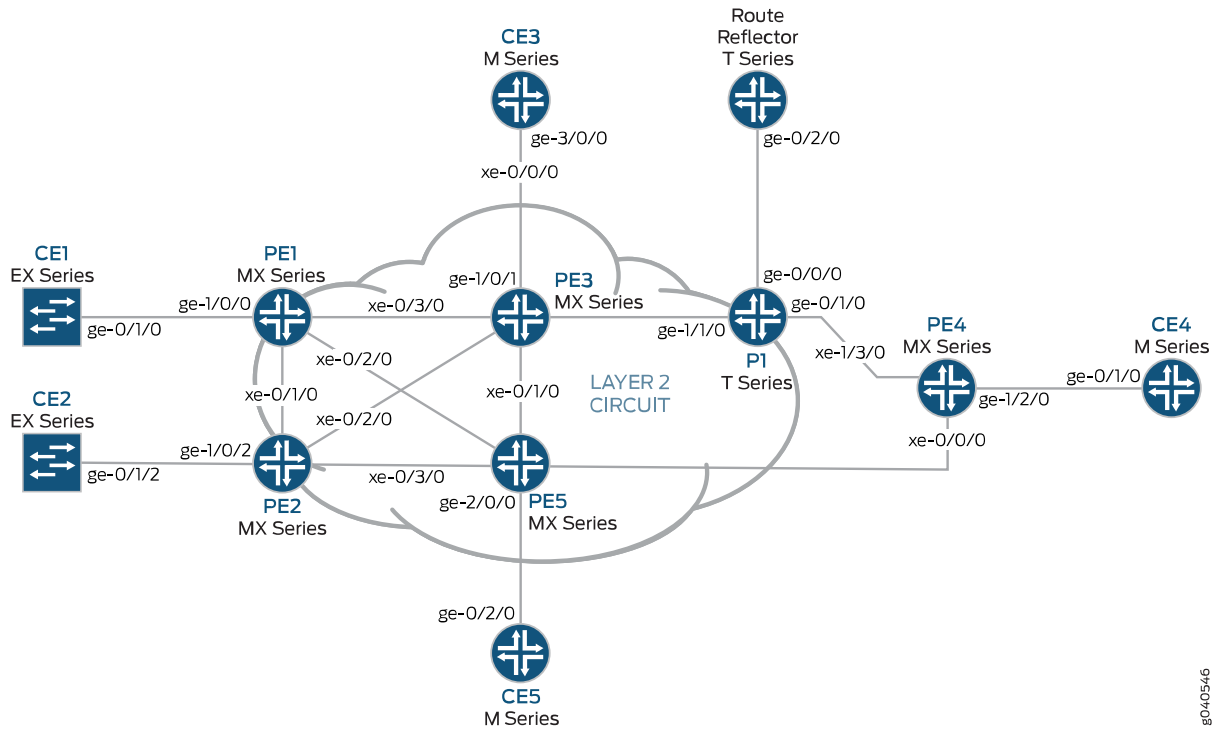 Route
Reflector
T Series
CE3
M Series
ge-3/0/0
ge-0/2/0
xe-0/0/0
CE1
EX Series
PE1
MX Series
ge-1/0/1
PE3
MX Series
ge-0/0/0
ge-0/1/0
ge-1/0/0
ge-0/1/0
xe-0/3/0
ge-1/1/0
P1
T Series
xe-1/3/0
PE4
MX Series
CE4
M Series
xe-0/2/0
xe-0/1/0
xe-0/2/0
xe-0/1/0
LAYER 2
CIRCUIT
ge-0/1/0
ge-1/2/0
CE2
EX Series
ge-1/0/2
ge-0/1/2
xe-0/0/0
xe-0/3/0
PE2
MX Series
ge-2/0/0
PE5
MX Series
ge-0/2/0
CE5
M Series
g040546